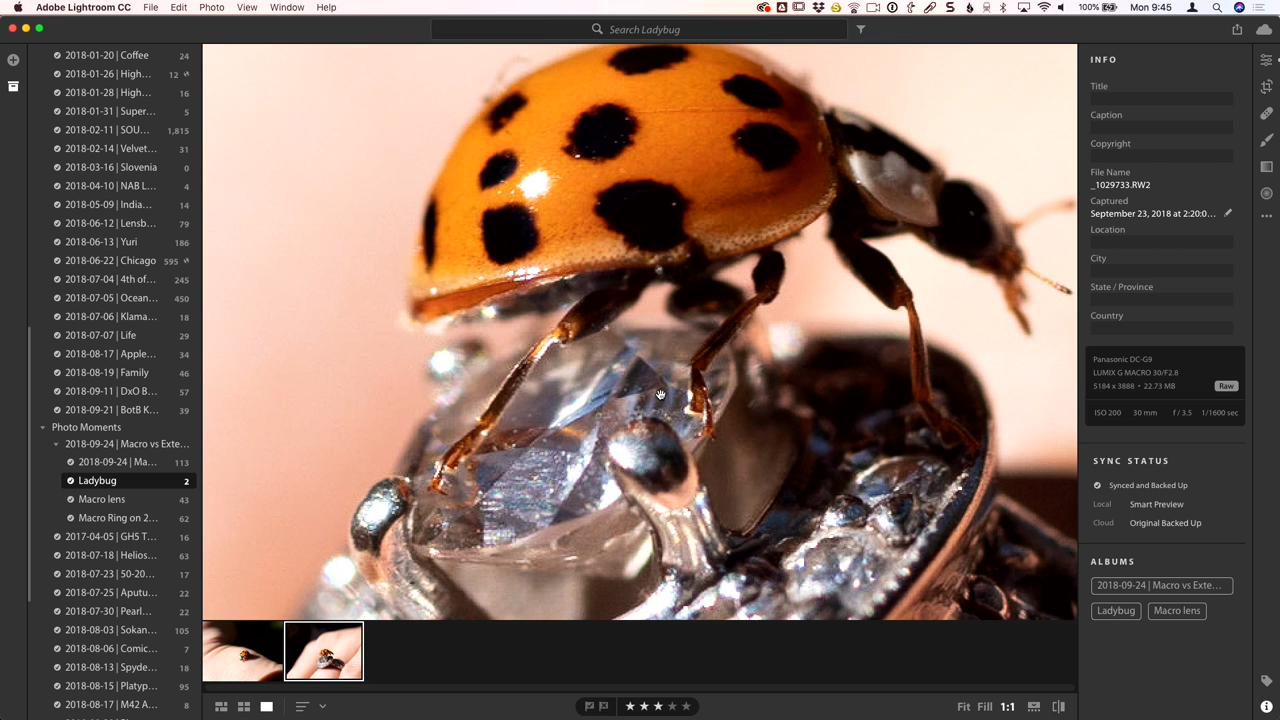 Adobe Lightroom CC File Edit Photo View Window Help 100% Mon 9:45
Search Ladybug
2018-01-20 | Coffee 24
2018-01-26 | High... 12
2018-01-28 | High... 16
2018-01-31 | Super... 5
2018-02-11 | SOU... 1,815
2018-02-14 | Velvet... 31
2018-03-16 | Slovenia 0
2018-04-10 | NAB L... 4
2018-05-09 | India... 14
2018-06-12 | Lensb... 24
2018-06-13 | Yuri 186
2018-06-22 | Chicago 595
2018-07-04 | 4th of... 245
2018-07-05 | Ocean... 450
2018-07-06 | Klama... 18
2018-07-07 | Life 29
2018-08-17 | Apple... 34
2018-08-19 | Family 46
2018-09-11 | DxO B... 57
2018-09-21 | BotB K... 39
Photo Moments
2018-09-24 | Macro vs Exte...
2018-09-24 | Ma... 113
Ladybug 2
Macro lens 43
Macro Ring on 2... 62
2017-04-05 | GH5 T... 16
2018-07-18 | Helios... 63
2018-07-23 | 50-20... 17
2018-07-25 | Aputu... 22
2018-07-30 | Pearl... 22
2018-08-03 | Sokan... 105
2018-08-06 | Comic... 7
2018-08-13 | Spyde... 18
2018-08-15 | Platyp... 95
2018-08-17 | M42 A... 8
INFO
Title
Caption
Copyright
File Name
_1029733.RW2
Captured
September 23, 2018 at 2:20:0...
Location
City
State / Province
Country
Panasonic DC-G9
LUMIX G MACRO 30/F2.8
5184 x 3888 • 22.73 MB Raw
ISO 200 30 mm f / 3.5 1/1600 sec
SYNC STATUS
Synced and Backed Up
Local Smart Preview
Cloud Original Backed Up
ALBUMS
2018-09-24 | Macro vs Exte...
Ladybug Macro lens
Fit Fill 1:1